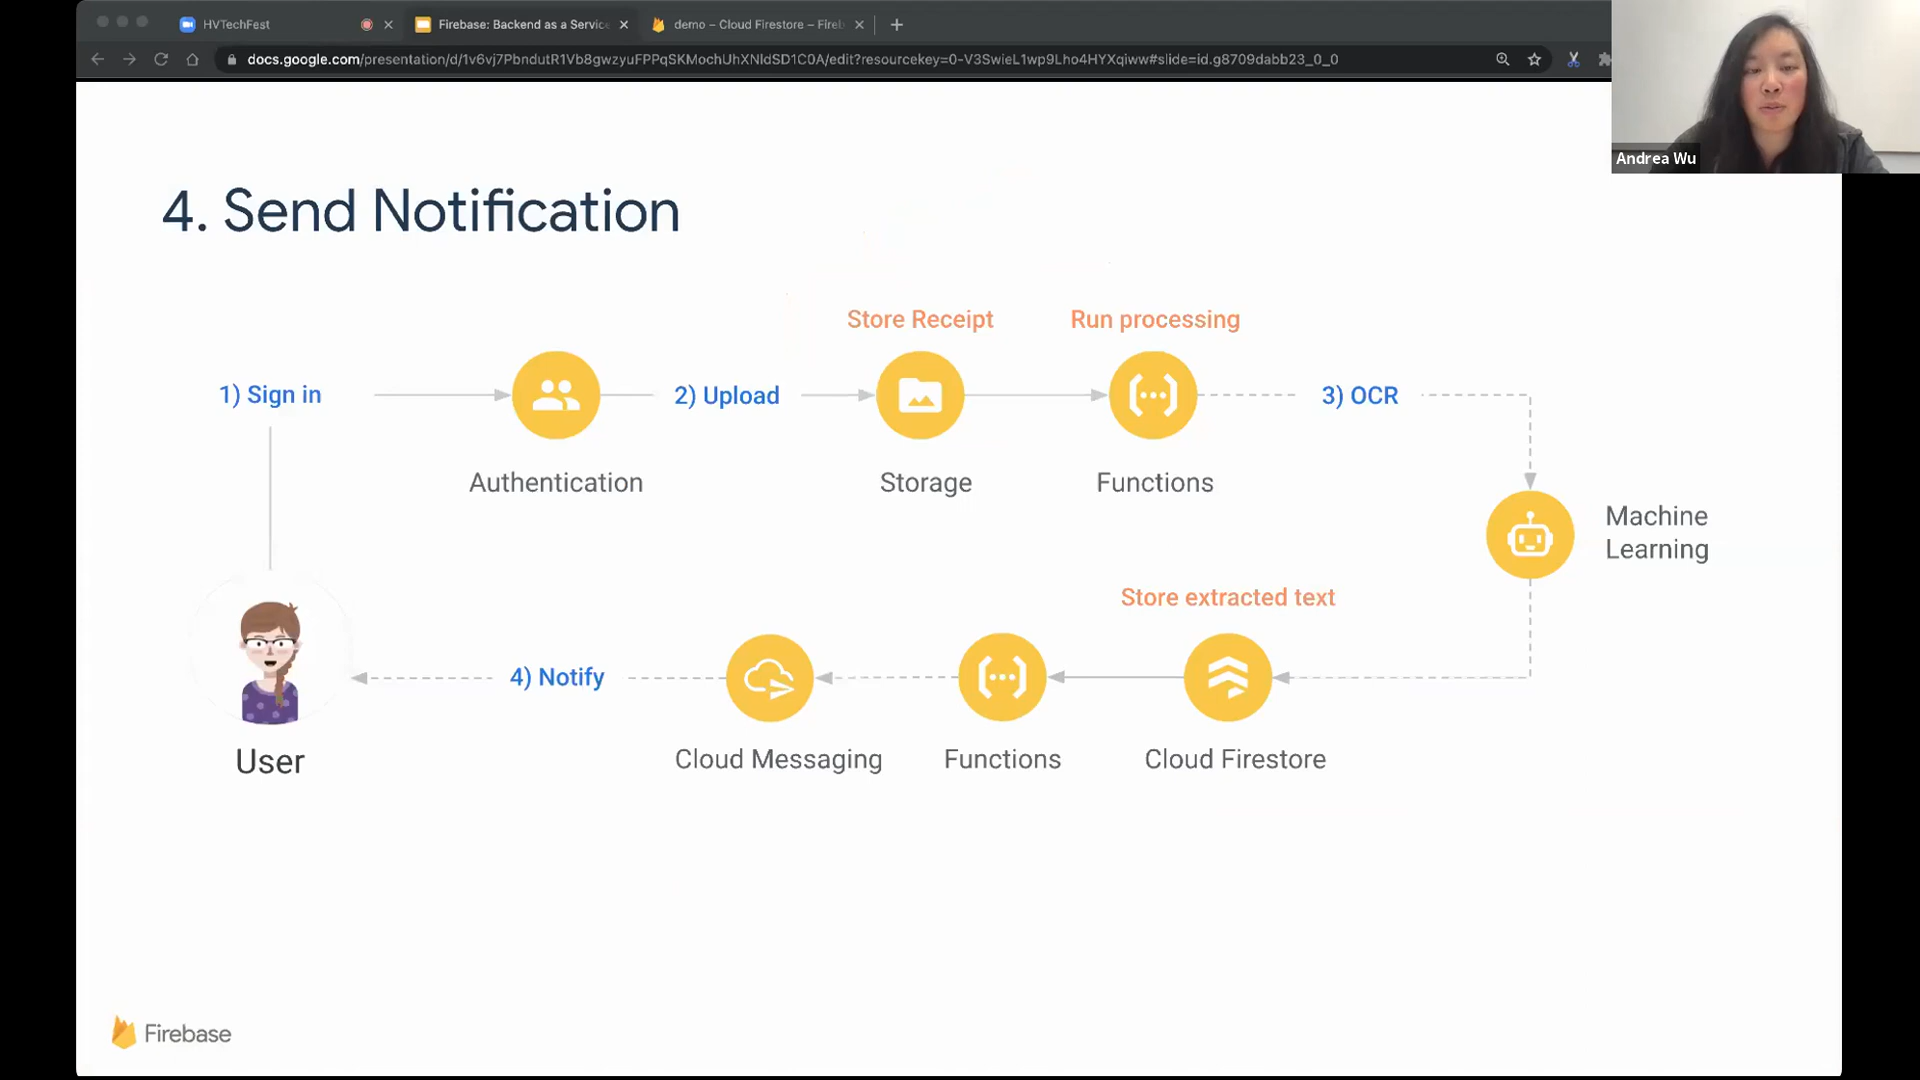 HVTechFest
Firebase: Backend as a Service
demo – Cloud Firestore – Fireb
docs.google.com/presentation/d/1v6vj7PbndutR1Vb8gwzyuFPPqSKMochUhXNldSD1C0A/edit?resourcekey=0-V3SwieL1wp9Lho4HYXqiww#slide=id.g8709dabb23_0_0
Andrea Wu
4. Send Notification
Store Receipt
Run processing
1) Sign in
2) Upload
3) OCR
Authentication
Storage
Functions
Machine
Learning
Store extracted text
4) Notify
User
Cloud Messaging
Functions
Cloud Firestore
Firebase